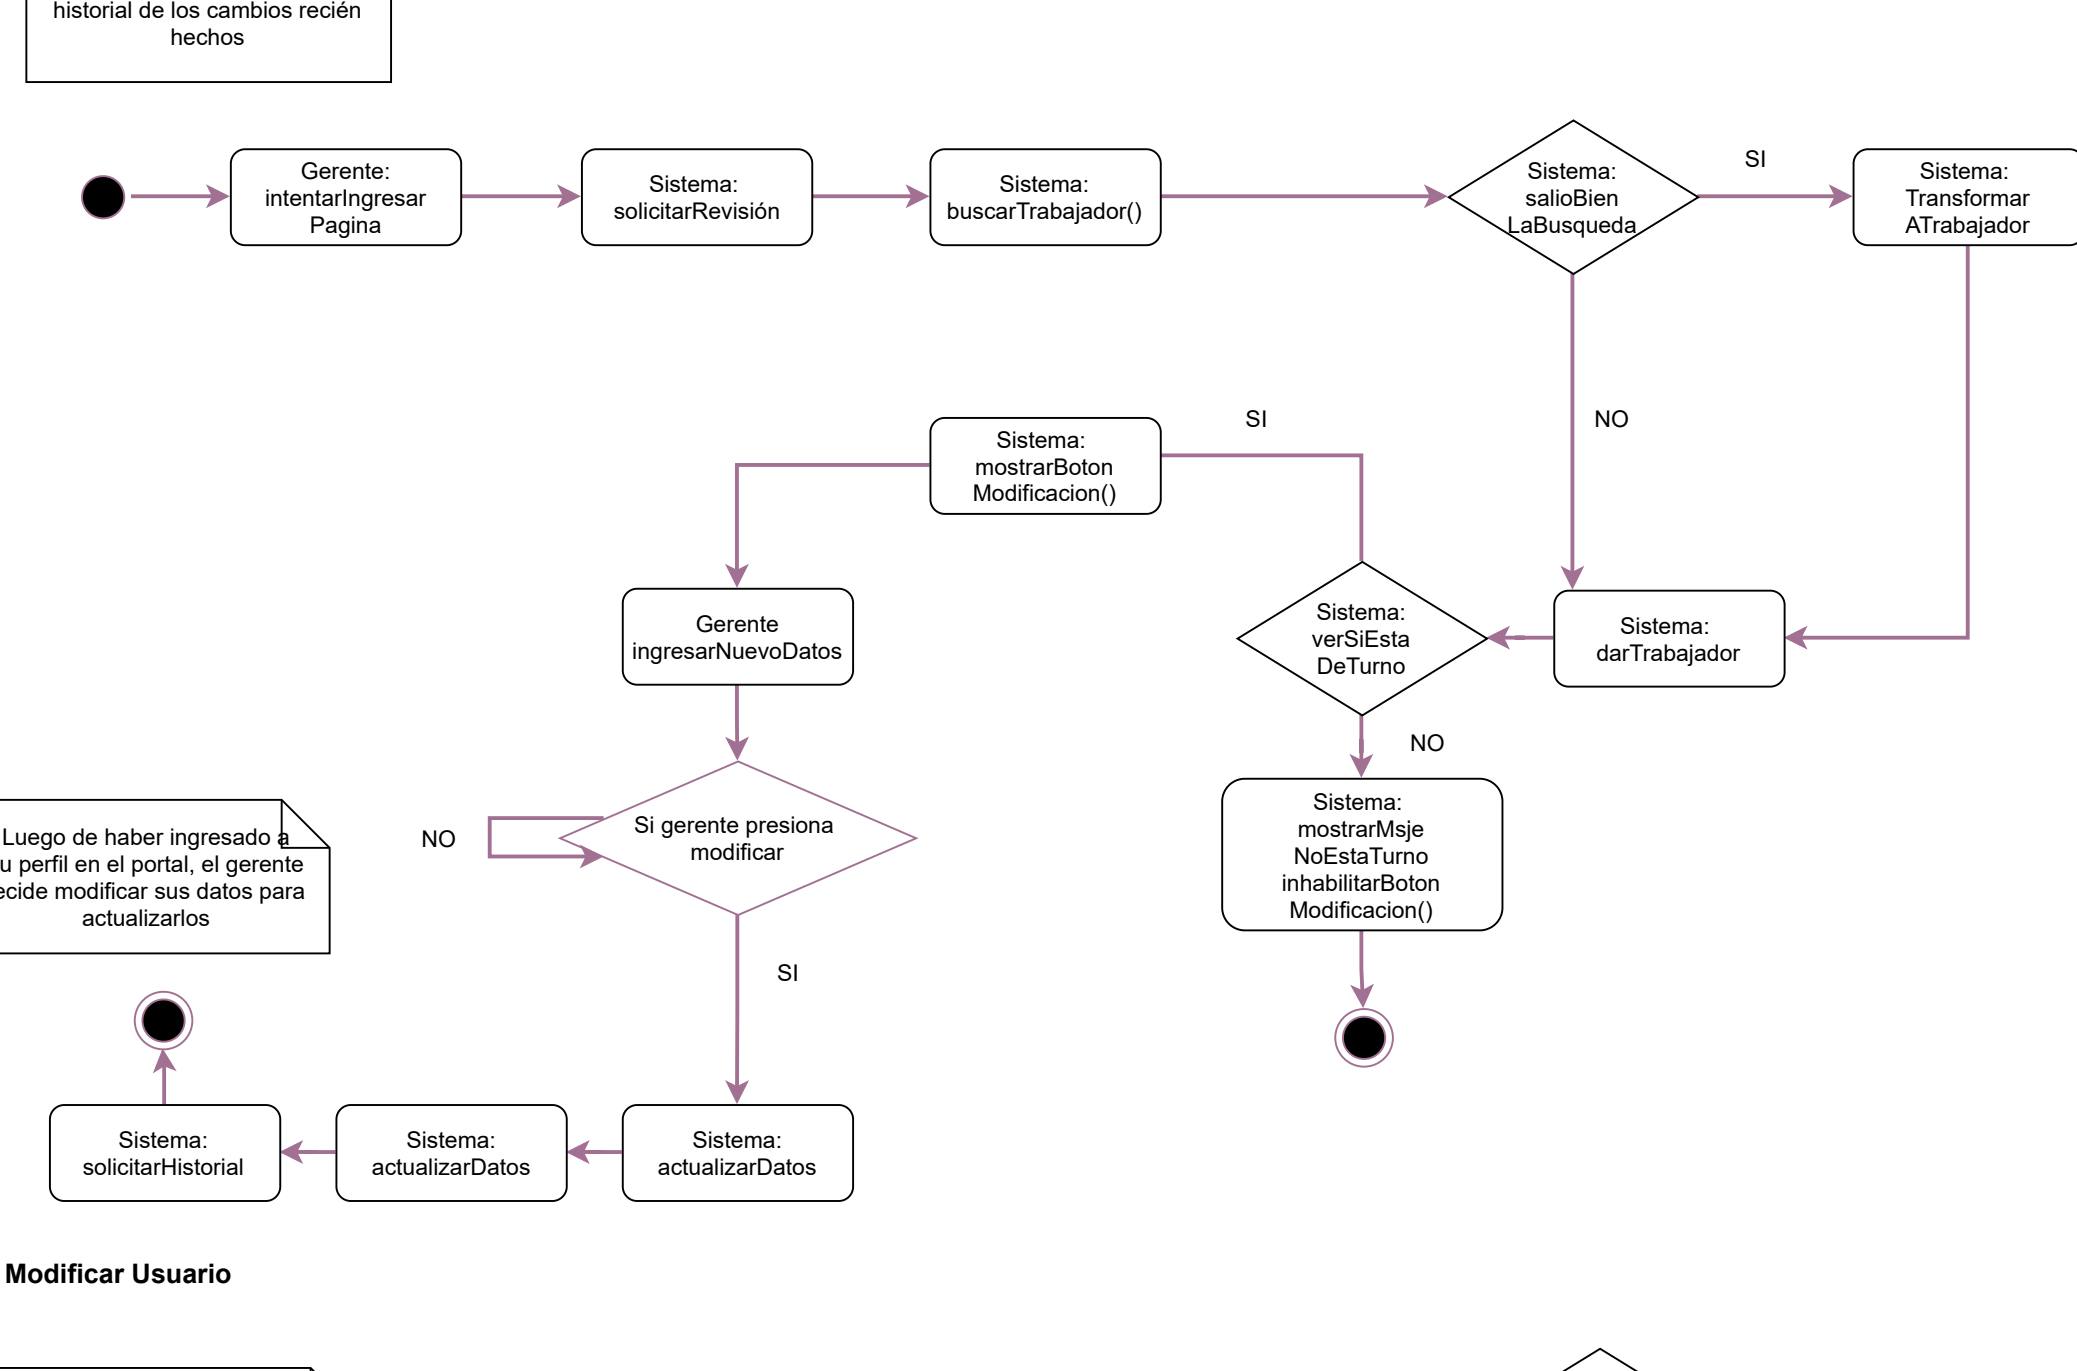 historial de los cambios recién
hechos
Gerente:
intentarIngresar
Pagina
Sistema:
solicitarRevisión
Sistema:
buscarTrabajador()
Sistema:
salioBien
LaBusqueda
SI
Sistema:
Transformar
ATrabajador
NO
Sistema:
mostrarBoton
Modificacion()
SI
Gerente
ingresarNuevoDatos
Sistema:
verSiEsta
DeTurno
Sistema:
darTrabajador
NO
Sistema:
mostrarMsje
NoEstaTurno
inhabilitarBoton
Modificacion()
Si gerente presiona
modificar
NO
SI
Luego de haber ingresado a
u perfil en el portal, el gerente
ecide modificar sus datos para
actualizarlos
Sistema:
solicitarHistorial
Sistema:
actualizarDatos
Sistema:
actualizarDatos
Modificar Usuario